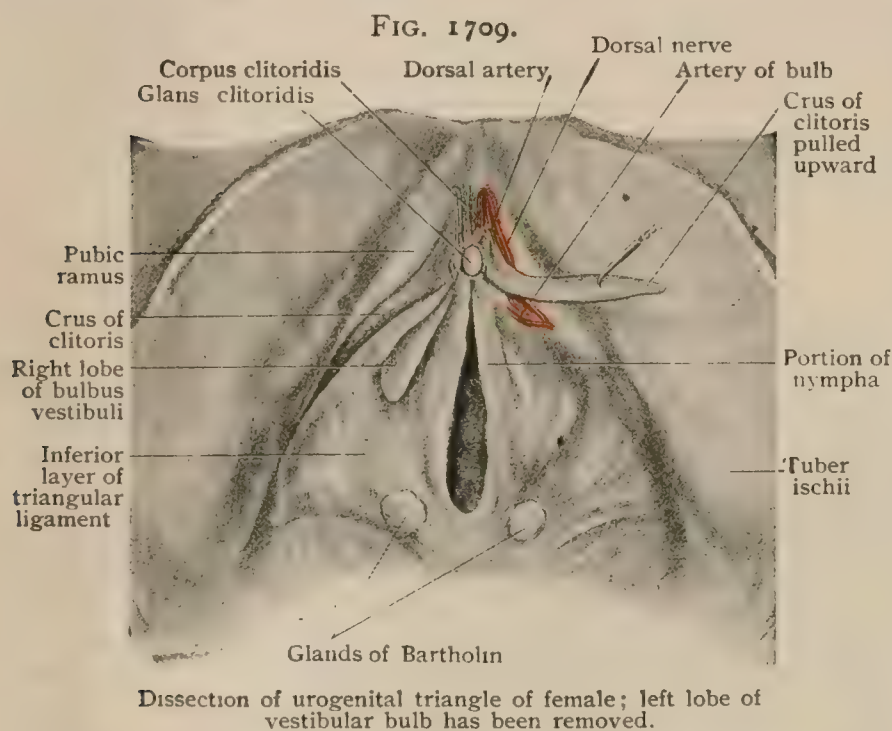 FIG. 1709.
Dorsal nerve
Corpus clitoridis
Dorsal artery
Artery of bulb
Glans clitoridis
Crus of
clitoris
pulled
upward
Pubic
ramus
Crus of
clitoris
Right lobe
of bulbus
vestibuli
Portion of
nympha
Inferior
layer of
triangular
ligament
Tuber
ischii
Glands of Bartholin
Dissection of urogenital triangle of female; left lobe of
vestibular bulb has been removed.